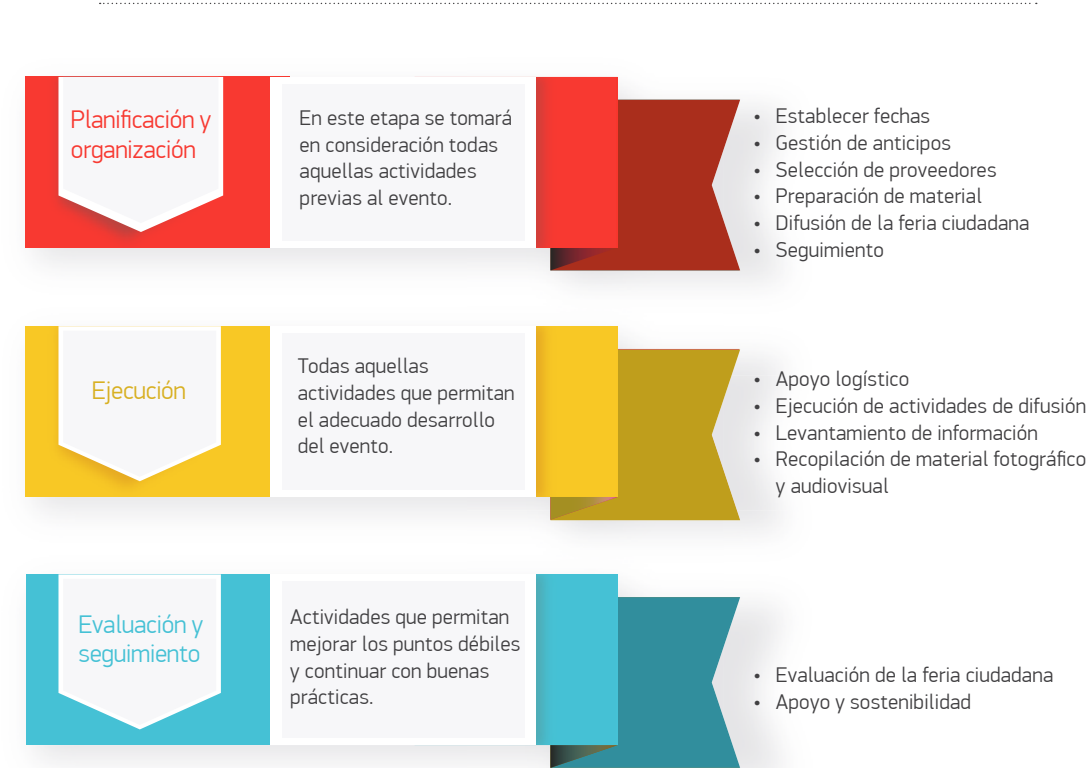 Planificación y
organización
En este etapa se tomará
en consideración todas
aquellas actividades
previas al evento.
• Establecer fechas
• Gestión de anticipos
• Selección de proveedores
• Preparación de material
• Difusión de la feria ciudadana
• Seguimiento
Ejecución
Todas aquellas
actividades que permitan
el adecuado desarrollo
del evento.
• Apoyo logístico
• Ejecución de actividades de difusión
• Levantamiento de información
• Recopilación de material fotográfico
y audiovisual
Evaluación y
seguimiento
Actividades que permitan
mejorar los puntos débiles
y continuar con buenas
prácticas.
• Evaluación de la feria ciudadana
• Apoyo y sostenibilidad